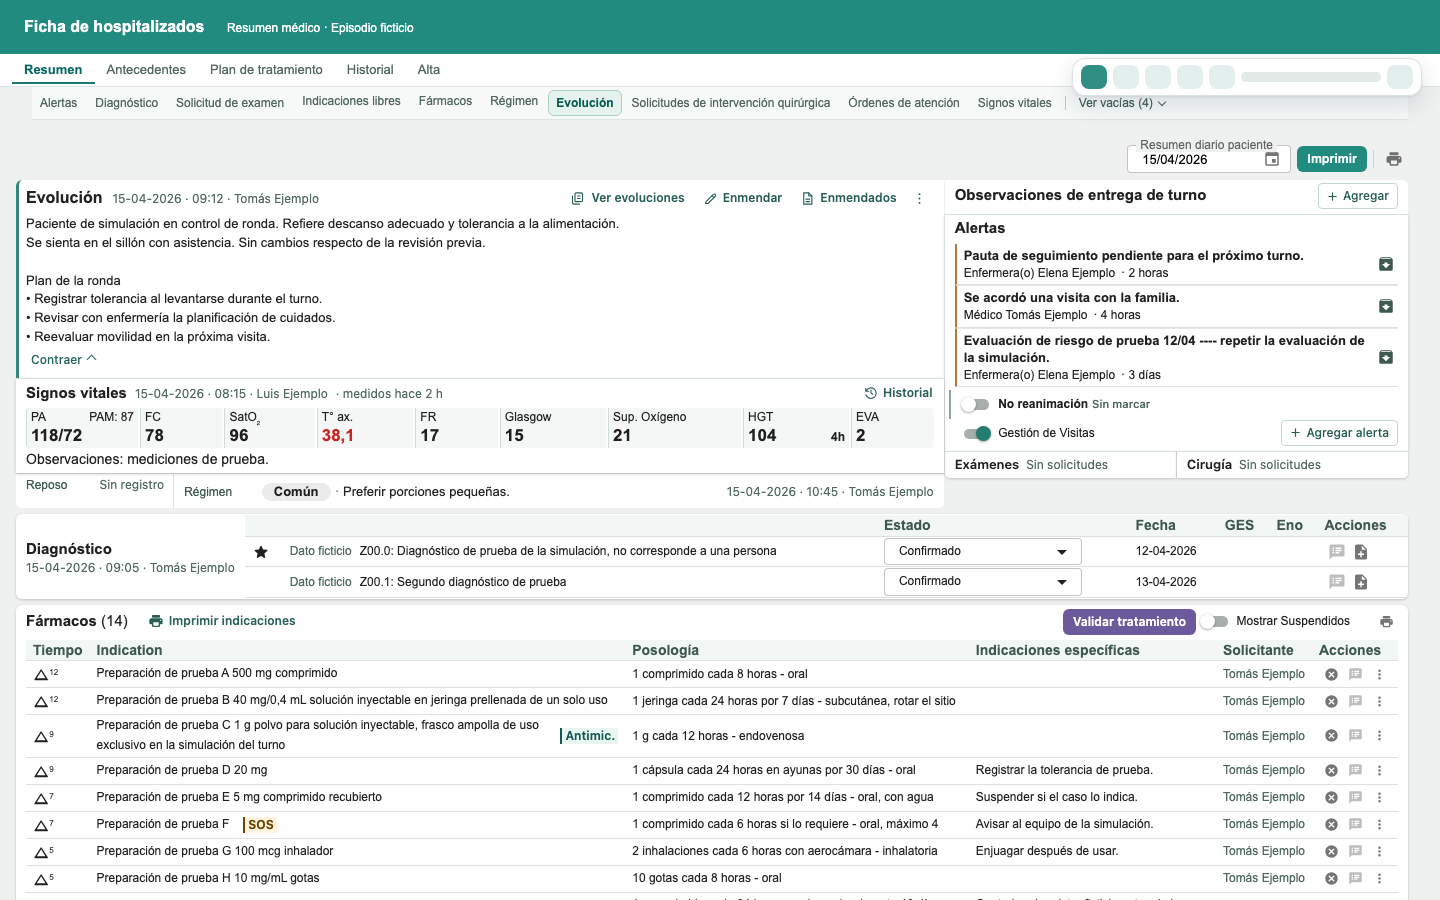 Ficha de hospitalizados Resumen médico · Episodio ficticio
Resumen Antecedentes Plan de tratamiento Historial Alta
Alertas Diagnóstico Solicitud de examen Indicaciones libres Fármacos Régimen Evolución Solicitudes de intervención quirúrgica Órdenes de atención Signos vitales Ver vacías (4)
Resumen diario paciente
15/04/2026 Imprimir
Evolución 15-04-2026 · 09:12 · Tomás Ejemplo Ver evoluciones Enmendar Enmendados
Paciente de simulación en control de ronda. Refiere descanso adecuado y tolerancia a la alimentación.
Se sienta en el sillón con asistencia. Sin cambios respecto de la revisión previa.
Plan de la ronda
• Registrar tolerancia al levantarse durante el turno.
• Revisar con enfermería la planificación de cuidados.
• Reevaluar movilidad en la próxima visita.
Contraer
Signos vitales 15-04-2026 · 08:15 · Luis Ejemplo · medidos hace 2 h Historial
PA PAM: 87 FC SatO2 T° ax. FR Glasgow Sup. Oxígeno HGT EVA
118/72 78 96 38,1 17 15 21 104 4h 2
Observaciones: mediciones de prueba.
Reposo Sin registro Régimen Común · Preferir porciones pequeñas. 15-04-2026 · 10:45 · Tomás Ejemplo
Observaciones de entrega de turno + Agregar
Alertas
Pauta de seguimiento pendiente para el próximo turno.
Enfermera(o) Elena Ejemplo · 2 horas
Se acordó una visita con la familia.
Médico Tomás Ejemplo · 4 horas
Evaluación de riesgo de prueba 12/04 ---- repetir la evaluación de
la simulación.
Enfermera(o) Elena Ejemplo · 3 días
No reanimación Sin marcar
Gestión de Visitas + Agregar alerta
Exámenes Sin solicitudes Cirugía Sin solicitudes
Diagnóstico
15-04-2026 · 09:05 · Tomás Ejemplo
Estado Fecha GES Eno Acciones
Dato ficticio Z00.0: Diagnóstico de prueba de la simulación, no corresponde a una persona Confirmado 12-04-2026
Dato ficticio Z00.1: Segundo diagnóstico de prueba Confirmado 13-04-2026
Fármacos (14) Imprimir indicaciones Validar tratamiento Mostrar Suspendidos
Tiempo Indication Posología Indicaciones específicas Solicitante Acciones
12 Preparación de prueba A 500 mg comprimido 1 comprimido cada 8 horas - oral Tomás Ejemplo
12 Preparación de prueba B 40 mg/0,4 mL solución inyectable en jeringa prellenada de un solo uso 1 jeringa cada 24 horas por 7 días - subcutánea, rotar el sitio Tomás Ejemplo
9 Preparación de prueba C 1 g polvo para solución inyectable, frasco ampolla de uso
exclusivo en la simulación del turno Antimic. 1 g cada 12 horas - endovenosa Tomás Ejemplo
9 Preparación de prueba D 20 mg 1 cápsula cada 24 horas en ayunas por 30 días - oral Registrar la tolerancia de prueba. Tomás Ejemplo
7 Preparación de prueba E 5 mg comprimido recubierto 1 comprimido cada 12 horas por 14 días - oral, con agua Suspender si el caso lo indica. Tomás Ejemplo
7 Preparación de prueba F SOS 1 comprimido cada 6 horas si lo requiere - oral, máximo 4 Avisar al equipo de la simulación. Tomás Ejemplo
5 Preparación de prueba G 100 mcg inhalador 2 inhalaciones cada 6 horas con aerocámara - inhalatoria Enjuagar después de usar. Tomás Ejemplo
5 Preparación de prueba H 10 mg/mL gotas 10 gotas cada 8 horas - oral Tomás Ejemplo